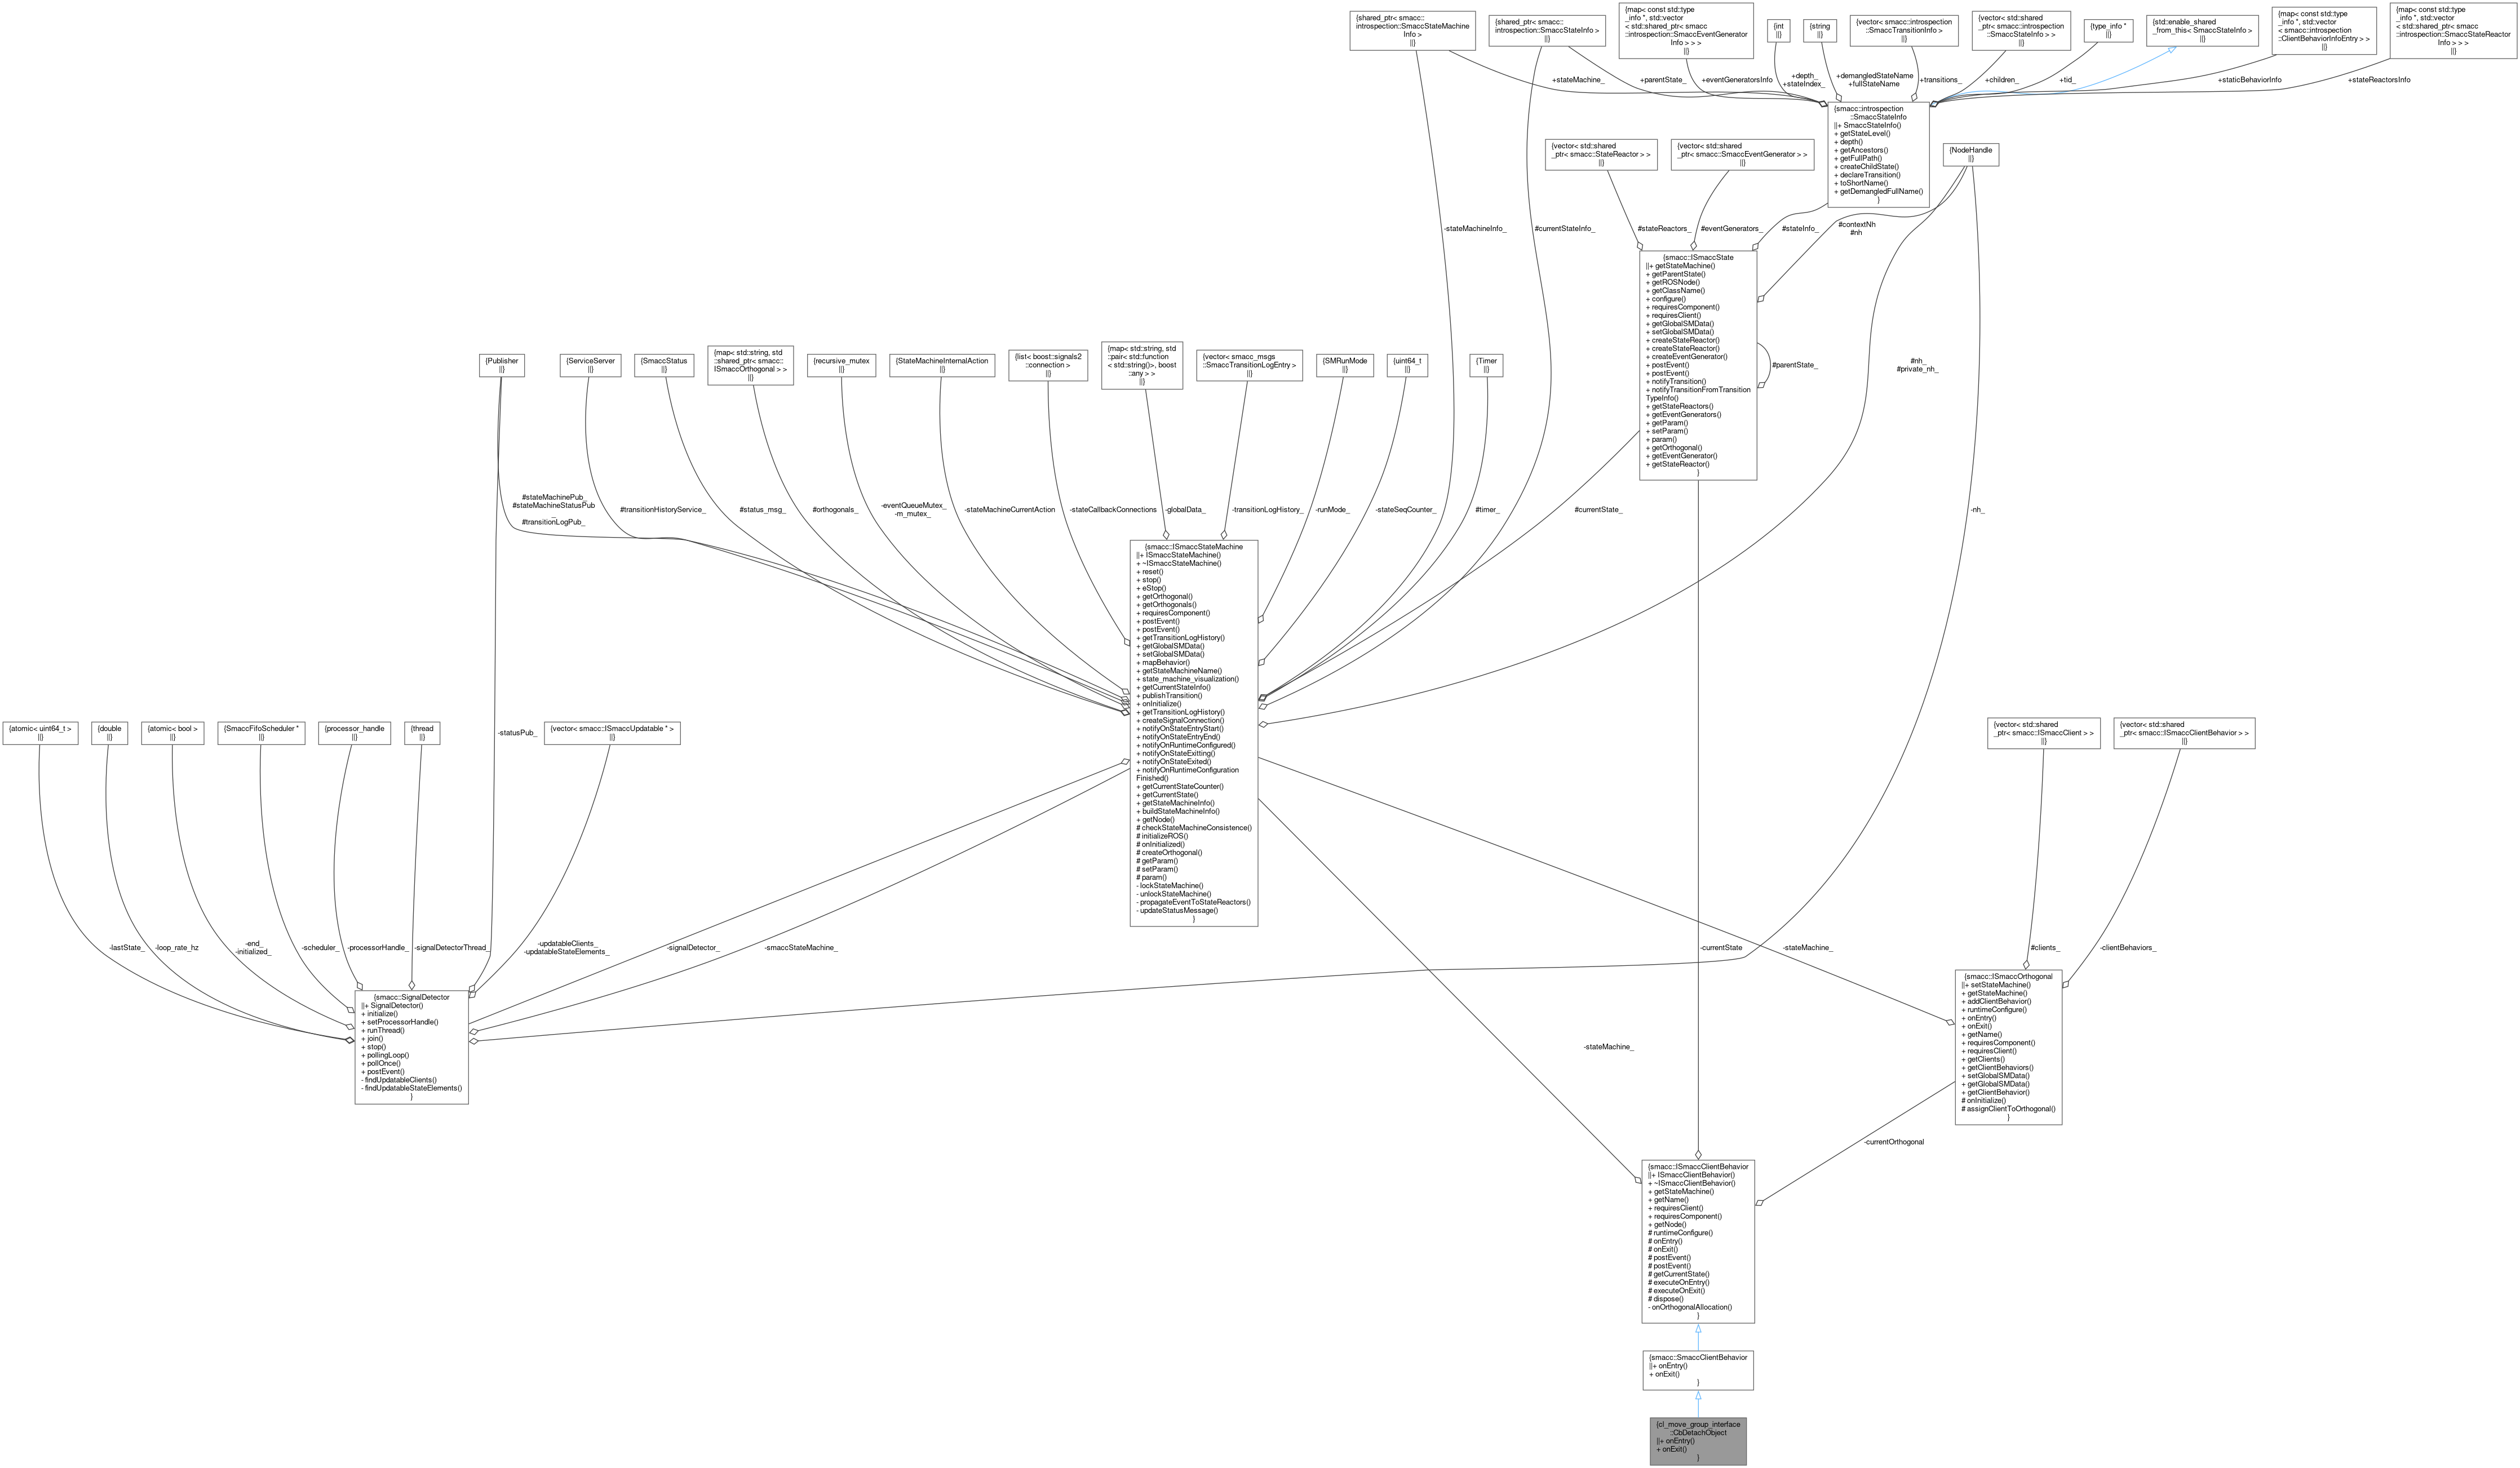 {shared_ptr< smacc::
introspection::SmaccStateMachine
Info >
||}
{shared_ptr< smacc::
introspection::SmaccStateInfo >
||}
{map< const std::type
_info *, std::vector
< std::shared_ptr< smacc
::introspection::SmaccEventGenerator
Info > > >
||}
{int
||}
{string
||}
{vector< smacc::introspection
::SmaccTransitionInfo >
||}
{vector< std::shared
_ptr< smacc::introspection
::SmaccStateInfo > >
||}
{type_info *
||}
{std::enable_shared
_from_this< SmaccStateInfo >
||}
{map< const std::type
_info *, std::vector
< smacc::introspection
::ClientBehaviorInfoEntry > >
||}
{map< const std::type
_info *, std::vector
< std::shared_ptr< smacc
::introspection::SmaccStateReactor
Info > > >
||}
+stateMachine_
+parentState_
+eventGeneratorsInfo
+depth_
+stateIndex_
+demangledStateName
+fullStateName
+transitions_
+children_
+tid_
+staticBehaviorInfo
+stateReactorsInfo
{smacc::introspection
::SmaccStateInfo
||+ SmaccStateInfo()
+ getStateLevel()
+ depth()
+ getAncestors()
+ getFullPath()
+ createChildState()
+ declareTransition()
+ toShortName()
+ getDemangledFullName()
}
{vector< std::shared
_ptr< smacc::StateReactor > >
||}
{vector< std::shared
_ptr< smacc::SmaccEventGenerator > >
||}
{NodeHandle
||}
-stateMachineInfo_
#currentStateInfo_
#stateReactors_
#eventGenerators_
#stateInfo_
#contextNh
#nh
{smacc::ISmaccState
||+ getStateMachine()
+ getParentState()
+ getROSNode()
+ getClassName()
+ configure()
+ requiresComponent()
+ requiresClient()
+ getGlobalSMData()
+ setGlobalSMData()
+ createStateReactor()
+ createStateReactor()
+ createEventGenerator()
+ postEvent()
+ postEvent()
+ notifyTransition()
+ notifyTransitionFromTransition
TypeInfo()
+ getStateReactors()
+ getEventGenerators()
+ getParam()
+ setParam()
+ param()
+ getOrthogonal()
+ getEventGenerator()
+ getStateReactor()
}
#parentState_
#nh_
#private_nh_
{Publisher
||}
{ServiceServer
||}
{SmaccStatus
||}
{map< std::string, std
::shared_ptr< smacc::
ISmaccOrthogonal > >
||}
{recursive_mutex
||}
{StateMachineInternalAction
||}
{list< boost::signals2
::connection >
||}
{map< std::string, std
::pair< std::function
< std::string()>, boost
::any > >
||}
{vector< smacc_msgs
::SmaccTransitionLogEntry >
||}
{SMRunMode
||}
{uint64_t
||}
{Timer
||}
#stateMachinePub_
#stateMachineStatusPub
_
#transitionLogPub_
#transitionHistoryService_
#status_msg_
#orthogonals_
-eventQueueMutex_
-m_mutex_
-stateMachineCurrentAction
-stateCallbackConnections
-globalData_
-transitionLogHistory_
-runMode_
-stateSeqCounter_
#timer_
#currentState_
-nh_
{smacc::ISmaccStateMachine
||+ ISmaccStateMachine()
+ ~ISmaccStateMachine()
+ reset()
+ stop()
+ eStop()
+ getOrthogonal()
+ getOrthogonals()
+ requiresComponent()
+ postEvent()
+ postEvent()
+ getTransitionLogHistory()
+ getGlobalSMData()
+ setGlobalSMData()
+ mapBehavior()
+ getStateMachineName()
+ state_machine_visualization()
+ getCurrentStateInfo()
+ publishTransition()
+ onInitialize()
+ getTransitionLogHistory()
+ createSignalConnection()
+ notifyOnStateEntryStart()
+ notifyOnStateEntryEnd()
+ notifyOnRuntimeConfigured()
+ notifyOnStateExitting()
+ notifyOnStateExited()
+ notifyOnRuntimeConfiguration
Finished()
+ getCurrentStateCounter()
+ getCurrentState()
+ getStateMachineInfo()
+ buildStateMachineInfo()
+ getNode()
# checkStateMachineConsistence()
# initializeROS()
# onInitialized()
# createOrthogonal()
# getParam()
# setParam()
# param()
- lockStateMachine()
- unlockStateMachine()
- propagateEventToStateReactors()
- updateStatusMessage()
}
{atomic< uint64_t >
||}
{double
||}
{atomic< bool >
||}
{SmaccFifoScheduler *
||}
{processor_handle
||}
{thread
||}
-statusPub_
{vector< smacc::ISmaccUpdatable * >
||}
{vector< std::shared
_ptr< smacc::ISmaccClient > >
||}
{vector< std::shared
_ptr< smacc::ISmaccClientBehavior > >
||}
-lastState_
-loop_rate_hz
-end_
-initialized_
-scheduler_
-processorHandle_
-signalDetectorThread_
-updatableClients_
-updatableStateElements_
-signalDetector_
-smaccStateMachine_
-currentState
-stateMachine_
#clients_
-clientBehaviors_
{smacc::SignalDetector
||+ SignalDetector()
+ initialize()
+ setProcessorHandle()
+ runThread()
+ join()
+ stop()
+ pollingLoop()
+ pollOnce()
+ postEvent()
- findUpdatableClients()
- findUpdatableStateElements()
}
{smacc::ISmaccOrthogonal
||+ setStateMachine()
+ getStateMachine()
+ addClientBehavior()
+ runtimeConfigure()
+ onEntry()
+ onExit()
+ getName()
+ requiresComponent()
+ requiresClient()
+ getClients()
+ getClientBehaviors()
+ setGlobalSMData()
+ getGlobalSMData()
+ getClientBehavior()
# onInitialize()
# assignClientToOrthogonal()
}
-stateMachine_
-currentOrthogonal
{smacc::ISmaccClientBehavior
||+ ISmaccClientBehavior()
+ ~ISmaccClientBehavior()
+ getStateMachine()
+ getName()
+ requiresClient()
+ requiresComponent()
+ getNode()
# runtimeConfigure()
# onEntry()
# onExit()
# postEvent()
# postEvent()
# getCurrentState()
# executeOnEntry()
# executeOnExit()
# dispose()
- onOrthogonalAllocation()
}
{smacc::SmaccClientBehavior
||+ onEntry()
+ onExit()
}
{cl_move_group_interface
::CbDetachObject
||+ onEntry()
+ onExit()
}